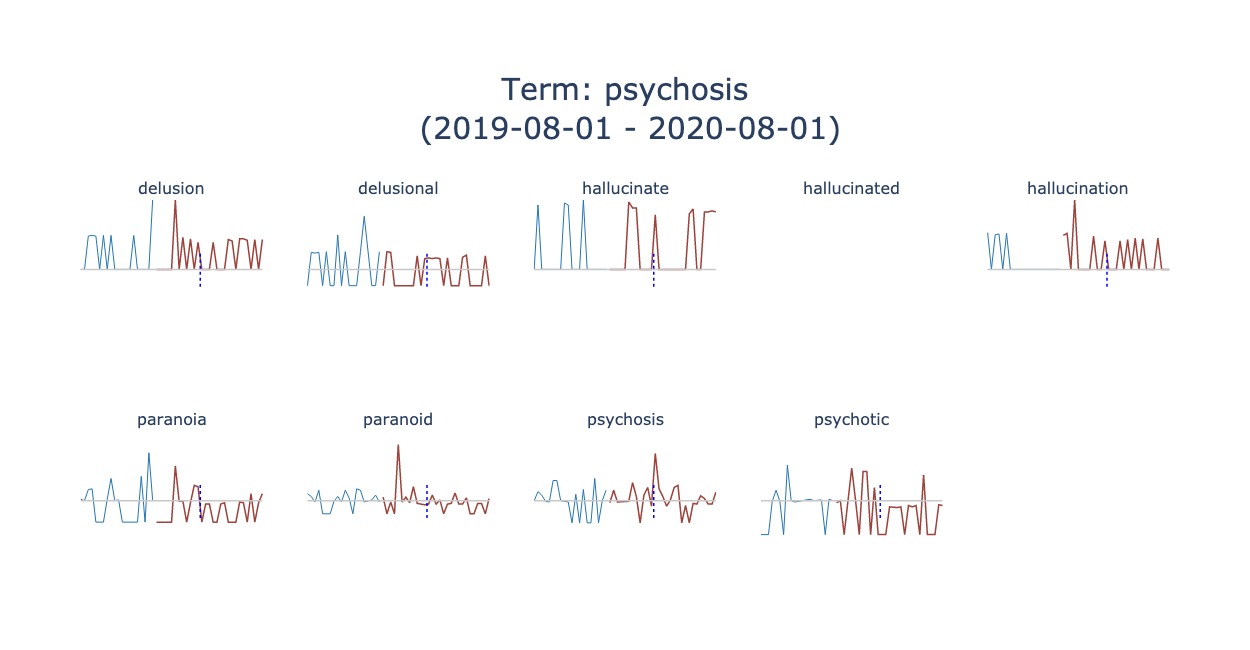 Term: psychosis
(2019-08-01 - 2020-08-01)
delusion
delusional
hallucinate
hallucinated
hallucination
paranoia
paranoid
psychosis
psychotic